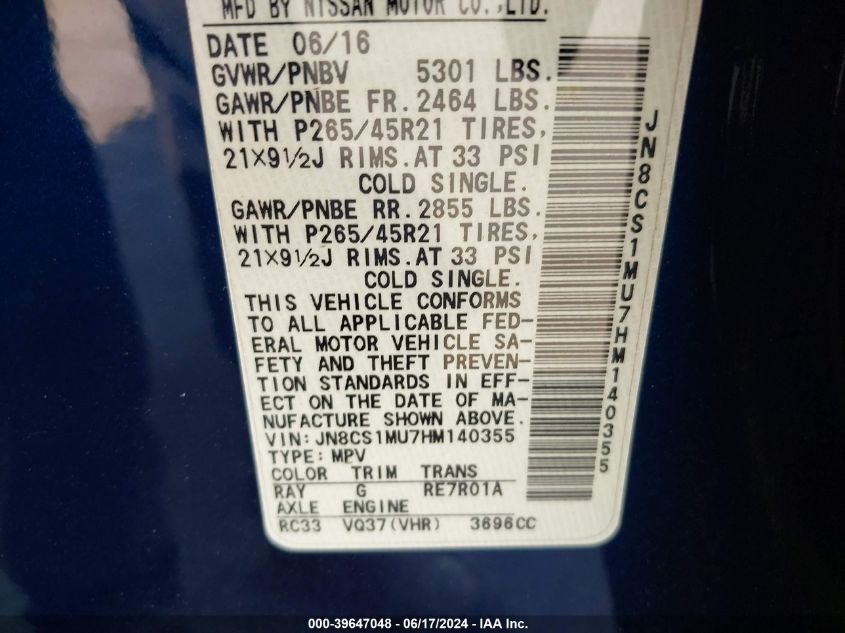 MFD BY NISSAN MOTOR CO.,LTD.
DATE 06/16
GVWR/PNBV 5301 LBS.
GAWR/PNBE FR. 2464 LBS.
WITH P265/45R21 TIRES,
21×9½J RIMS. AT 33 PSI
COLD SINGLE.
GAWR/PNBE RR. 2855 LBS.
WITH P265/45R21 TIRES,
21×9½J RIMS. AT 33 PSI
COLD SINGLE.
THIS VEHICLE CONFORMS
TO ALL APPLICABLE FED-
ERAL MOTOR VEHICLE SA-
FETY AND THEFT PREVEN-
TION STANDARDS IN EFF-
ECT ON THE DATE OF MA-
NUFACTURE SHOWN ABOVE.
VIN:JN8CS1MU7HM140355
TYPE: MPV
COLOR TRIM TRANS
RAY G RE7R01A
AXLE ENGINE
RC33 VQ37(VHR) 3696CC
JN8CS1MU7HM140355
000-39647048 - 06/17/2024 - IAA Inc.